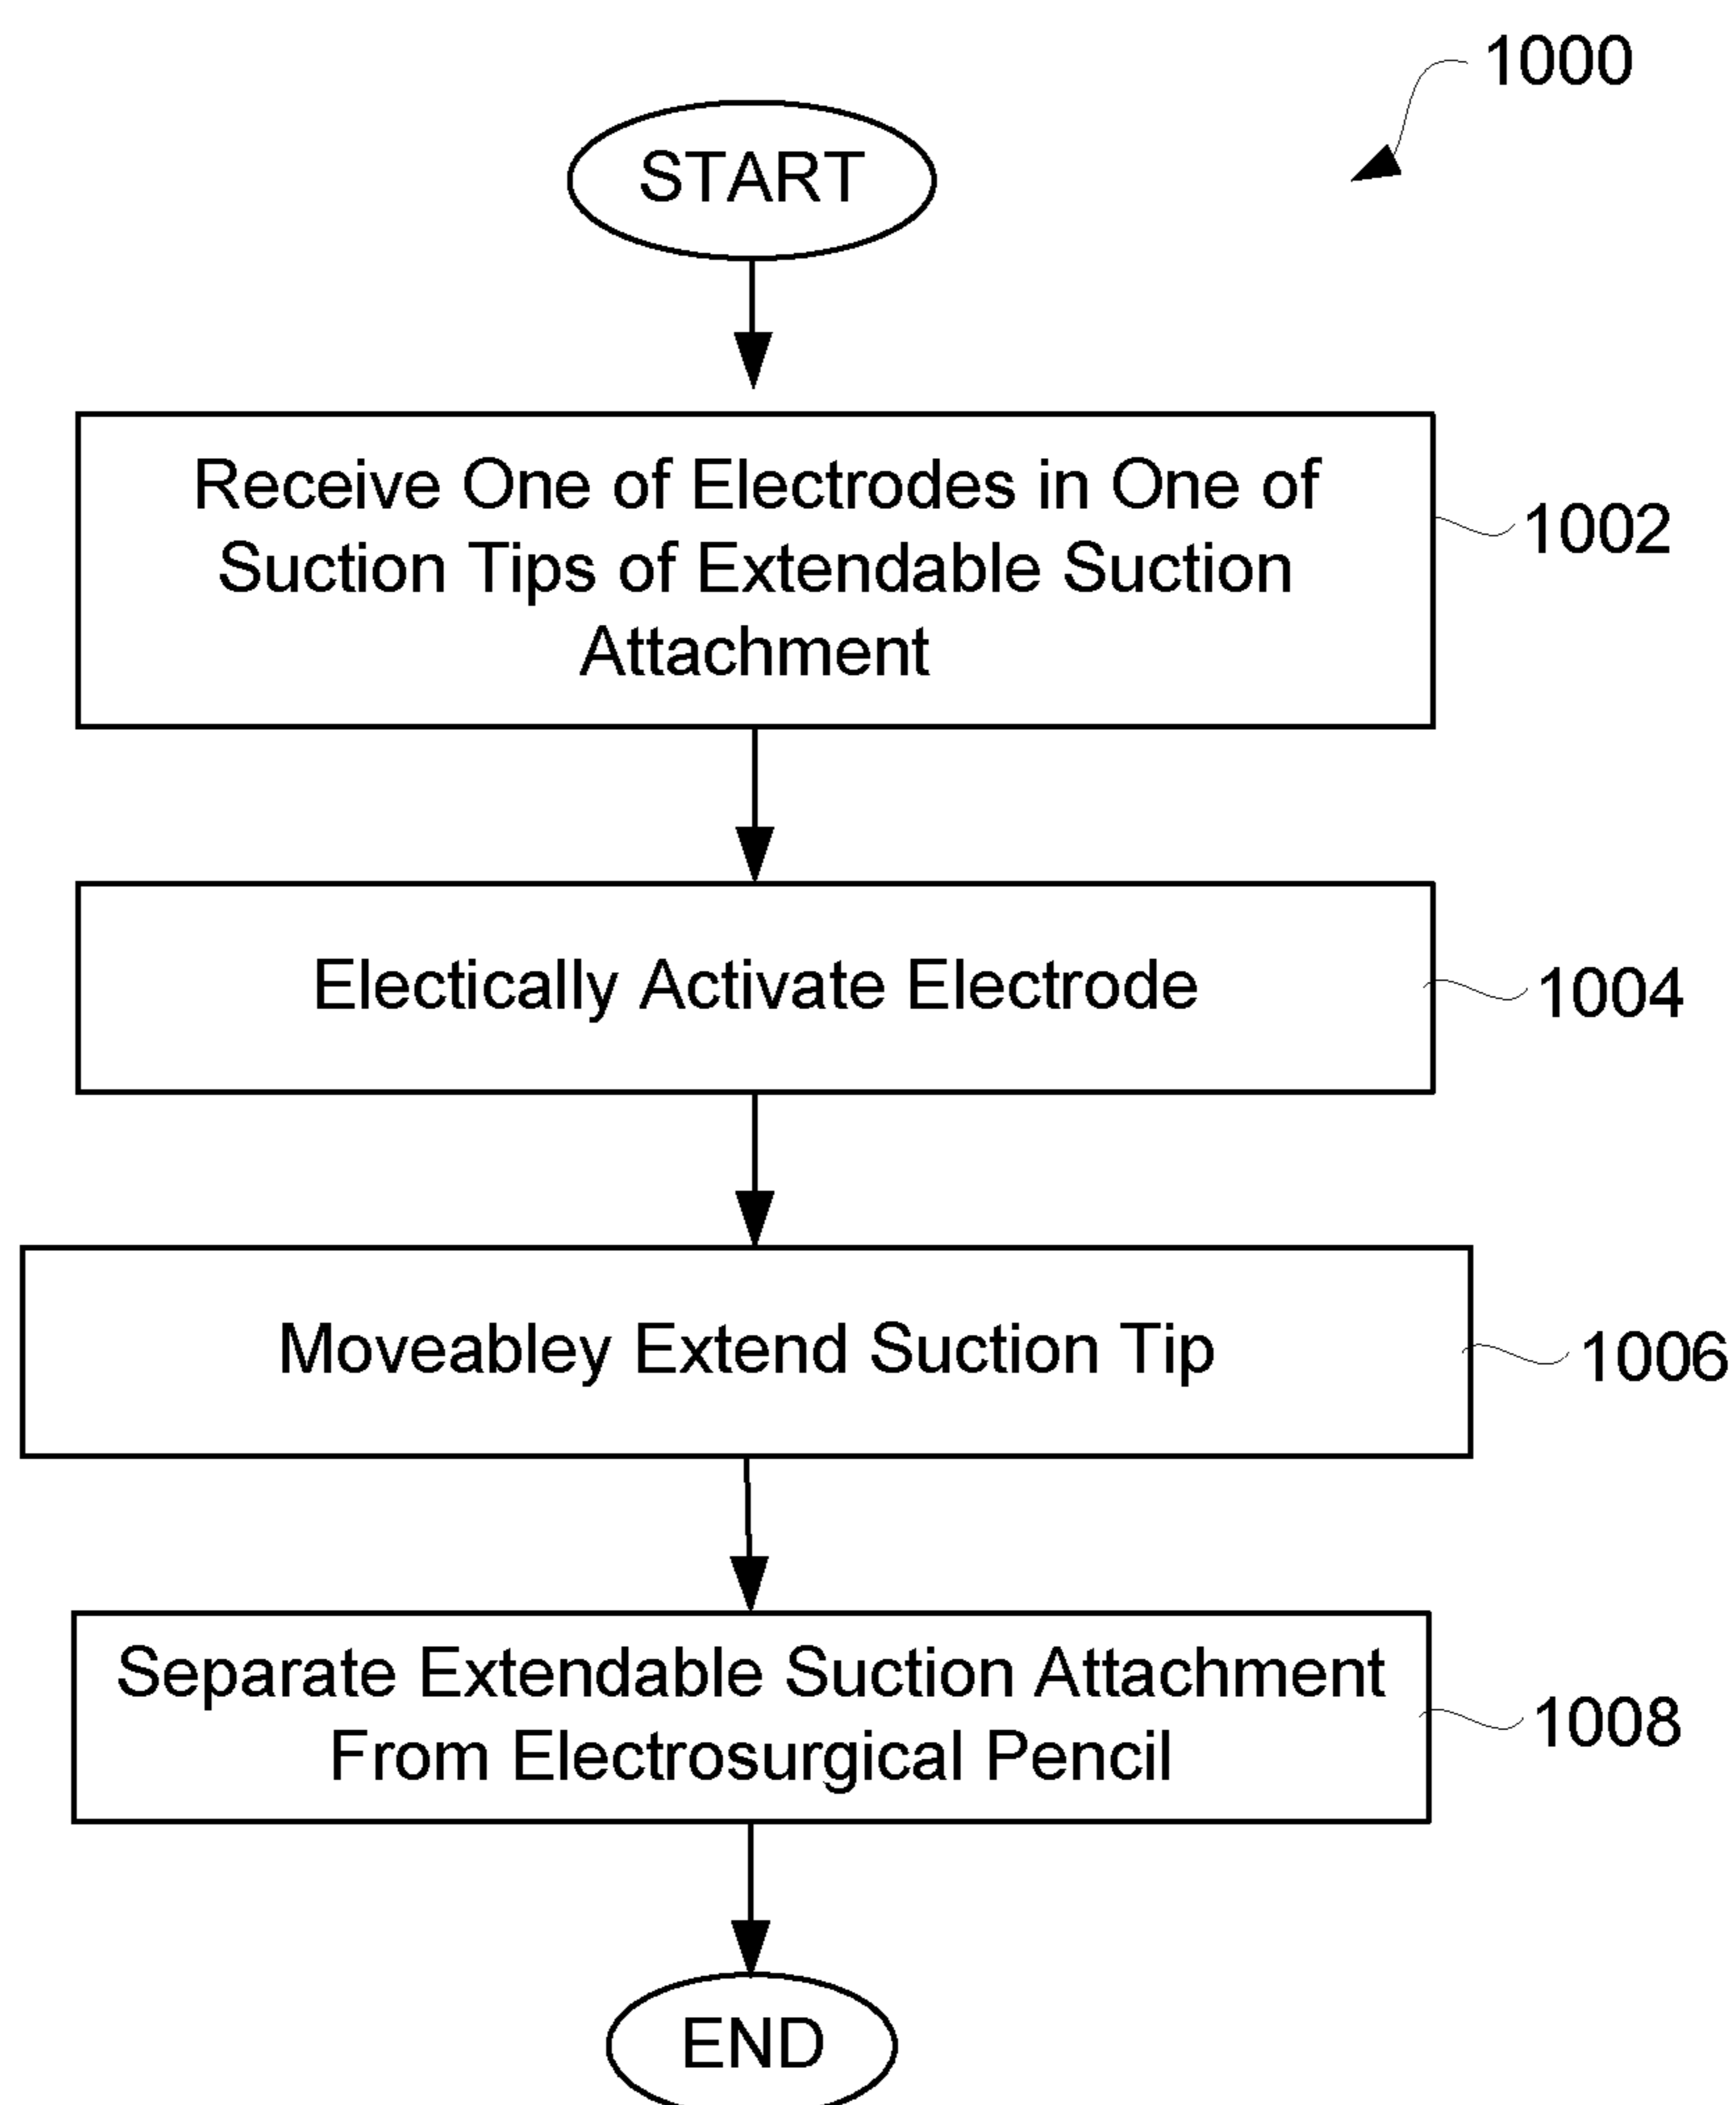 1000
START
Receive One of Electrodes in One of
Suction Tips of Extendable Suction
Attachment
1002
Electically Activate Electrode
1004
Moveabley Extend Suction Tip
1006
Separate Extendable Suction Attachment
From Electrosurgical Pencil
1008
END